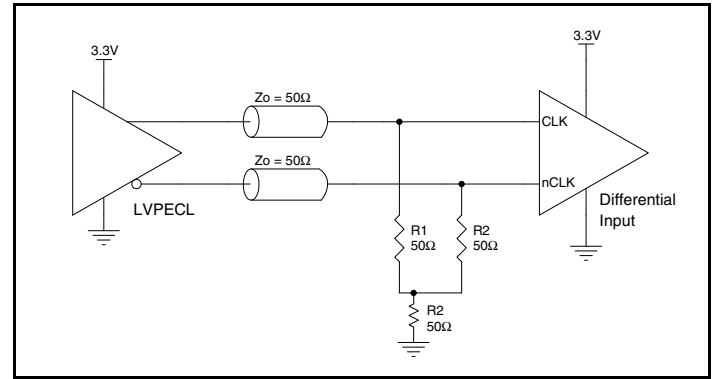 3.3V
3.3V
Zo = 50Ω
Zo = 50Ω
CLK
nCLK
LVPECL
Differential
Input
R1
50Ω
R2
50Ω
R2
50Ω